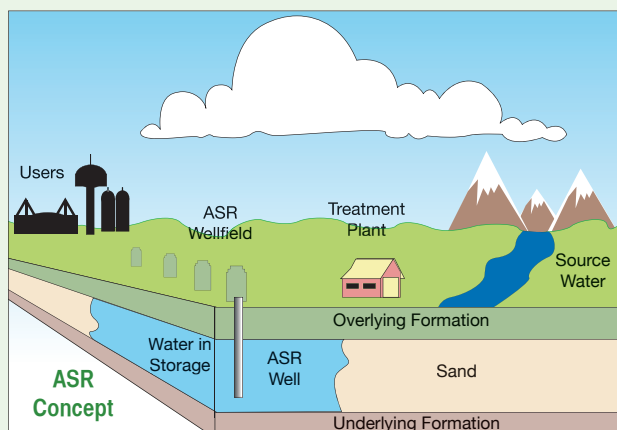 Users
ASR
Wellfield
Treatment
Plant
Source
Water
Overlying Formation
Water in
Storage
ASR
Well
Sand
ASR
Concept
Underlying Formation